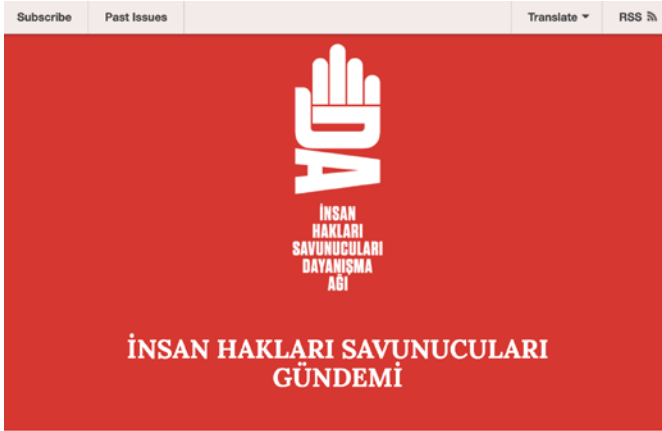 Subscribe
Past Issues
Translate
RSS
DA
İNSAN
HAKLARI
SAVUNUCULARI
DAYANIŞMA
AĞI
İNSAN HAKLARI SAVUNUCULARI
GÜNDEMİ